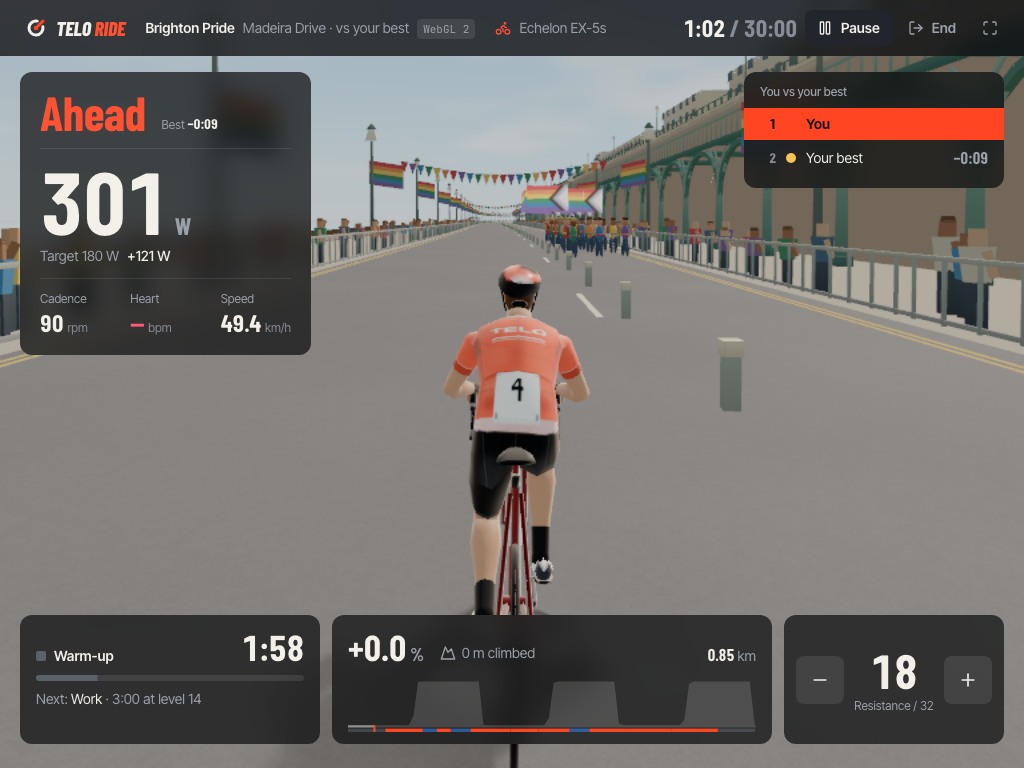 TELO RIDE
Brighton Pride Madeira Drive · vs your best WebGL 2 Echelon EX-5s 1:02 / 30:00 Pause End
Ahead Best −0:09
301 W
Target 180 W +121 W
Cadence Heart Speed
90 rpm – bpm 49.4 km/h
You vs your best
1 You
2 Your best −0:09
TELO
4
Warm-up 1:58
Next: Work · 3:00 at level 14
+0.0 % 0 m climbed 0.85 km
− 18 +
Resistance / 32